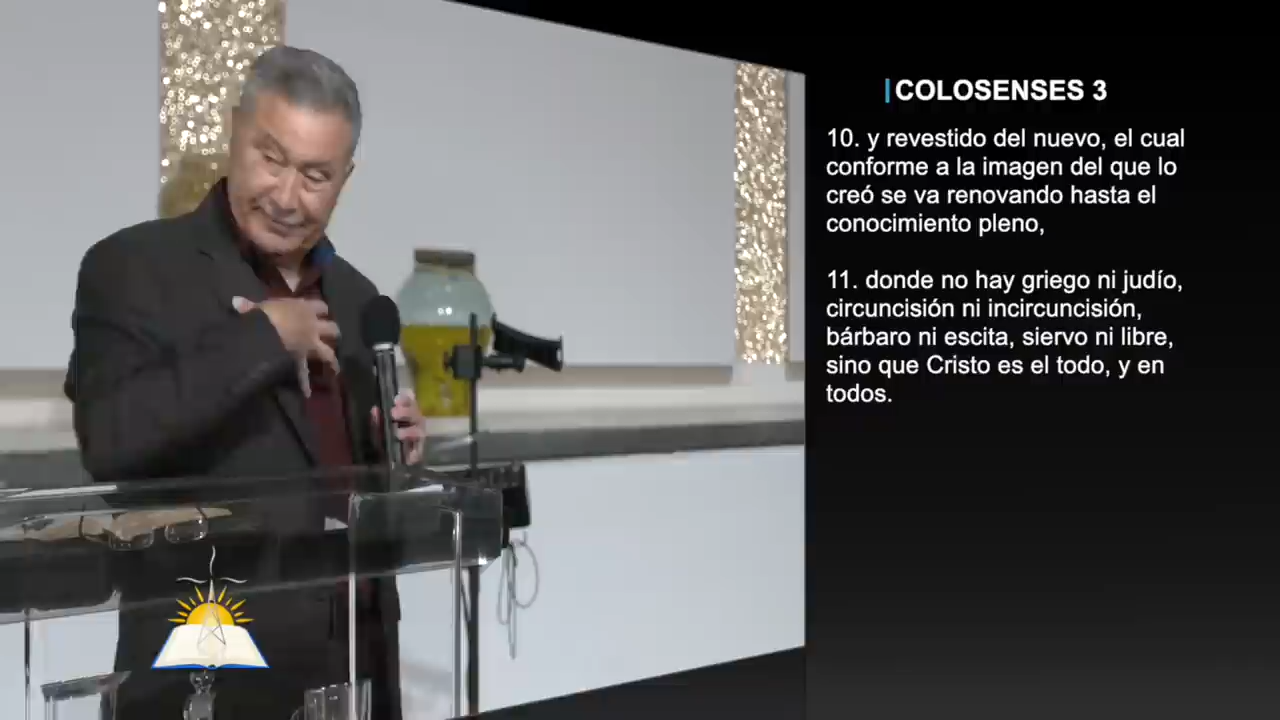 COLOSENSES 3
10. y revestido del nuevo, el cual
conforme a la imagen del que lo
creó se va renovando hasta el
conocimiento pleno,
11. donde no hay griego ni judío,
circuncisión ni incircuncisión,
bárbaro ni escita, siervo ni libre,
sino que Cristo es el todo, y en
todos.